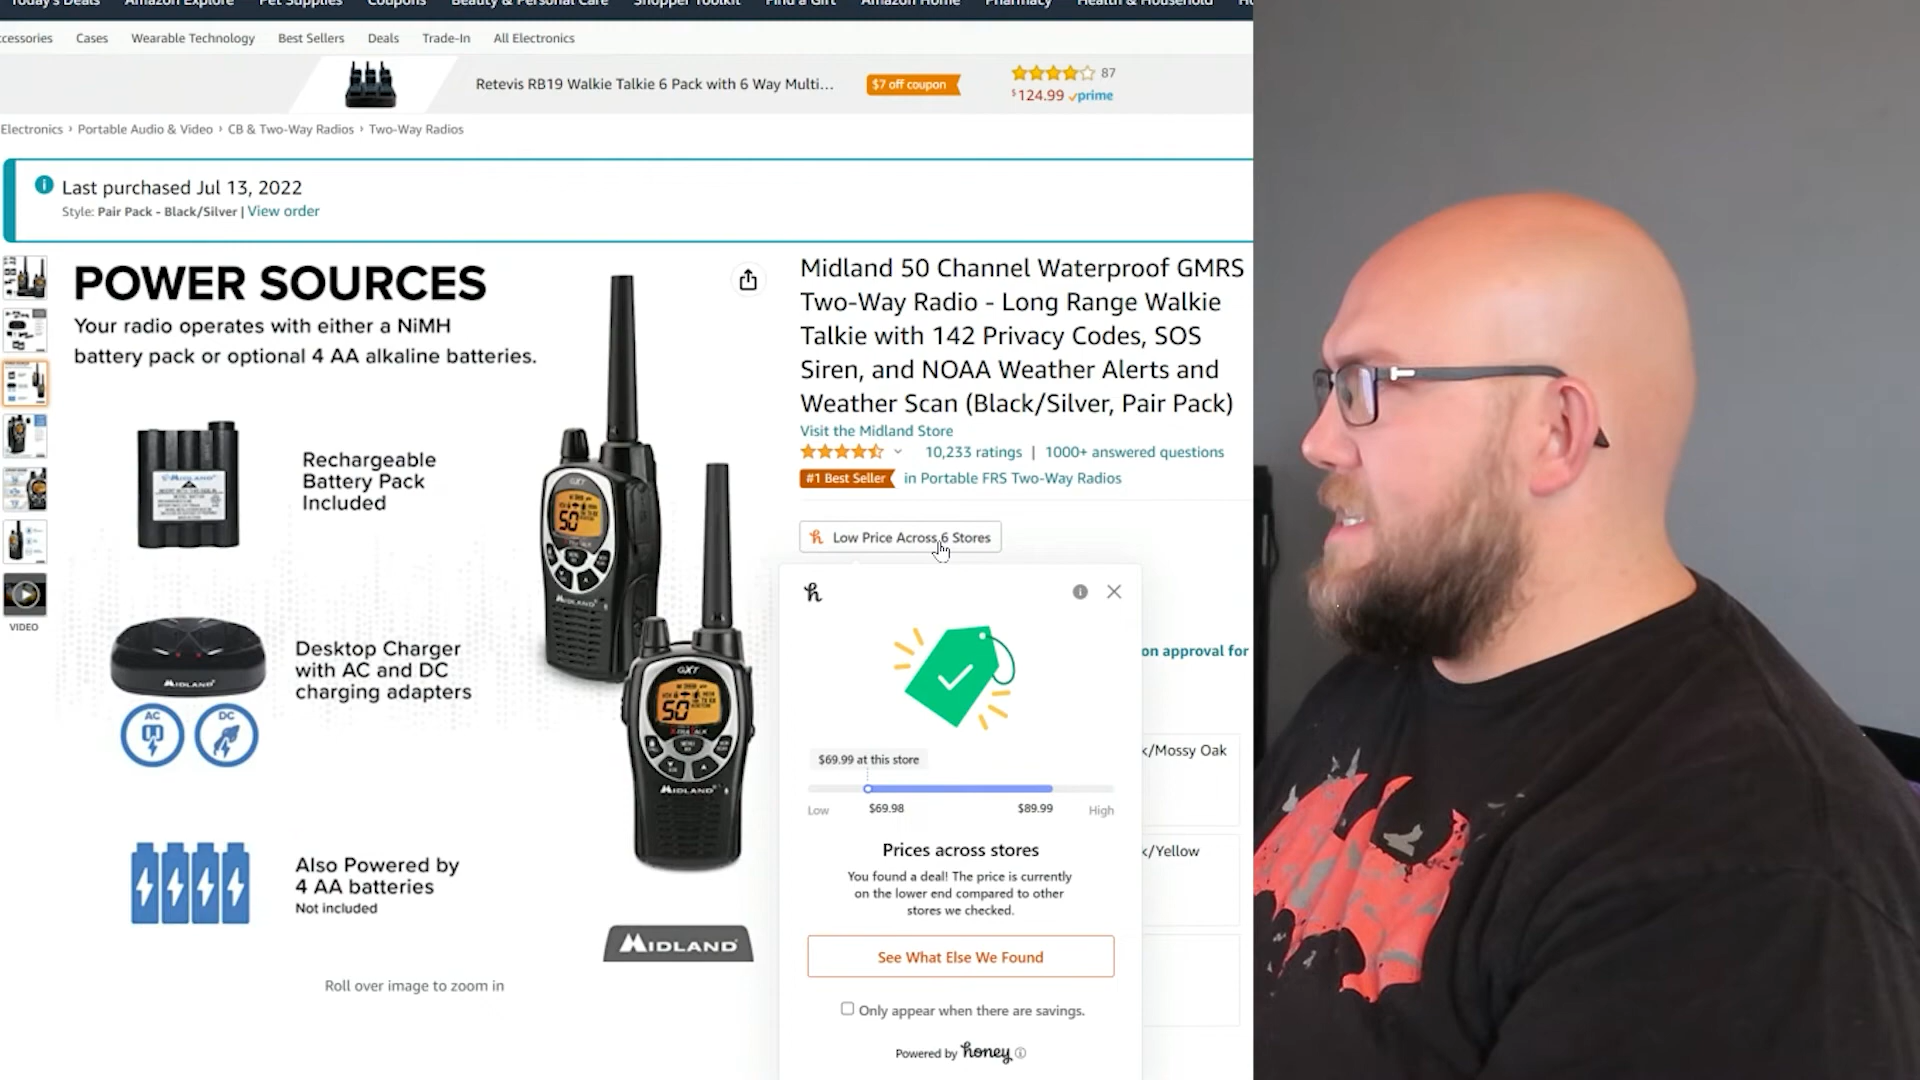 Today's Deals Amazon Explore Pet Supplies Coupons Beauty & Personal Care Shopper Toolkit Find a Gift Amazon Home Pharmacy Health & Household
Cases Wearable Technology Best Sellers Deals Trade-In All Electronics
Retevis RB19 Walkie Talkie 6 Pack with 6 Way Multi...
$7 off coupon
87
$124.99 prime
Electronics › Portable Audio & Video › CB & Two-Way Radios › Two-Way Radios
Last purchased Jul 13, 2022
Style: Pair Pack - Black/Silver | View order
POWER SOURCES
Your radio operates with either a NiMH
battery pack or optional 4 AA alkaline batteries.
MIDLAND
Rechargeable
Battery Pack
Included
MIDLAND
Desktop Charger
with AC and DC
charging adapters
AC
DC
Also Powered by
4 AA batteries
Not included
GXT
50
MIDLAND
GXT
50
MIDLAND
MIDLAND
Roll over image to zoom in
VIDEO
Midland 50 Channel Waterproof GMRS
Two-Way Radio - Long Range Walkie
Talkie with 142 Privacy Codes, SOS
Siren, and NOAA Weather Alerts and
Weather Scan (Black/Silver, Pair Pack)
Visit the Midland Store
10,233 ratings | 1000+ answered questions
#1 Best Seller in Portable FRS Two-Way Radios
h Low Price Across 6 Stores
h
on approval for
k/Mossy Oak
k/Yellow
$69.99 at this store
Low $69.98 $89.99 High
Prices across stores
You found a deal! The price is currently
on the lower end compared to other
stores we checked.
See What Else We Found
Only appear when there are savings.
Powered by honey